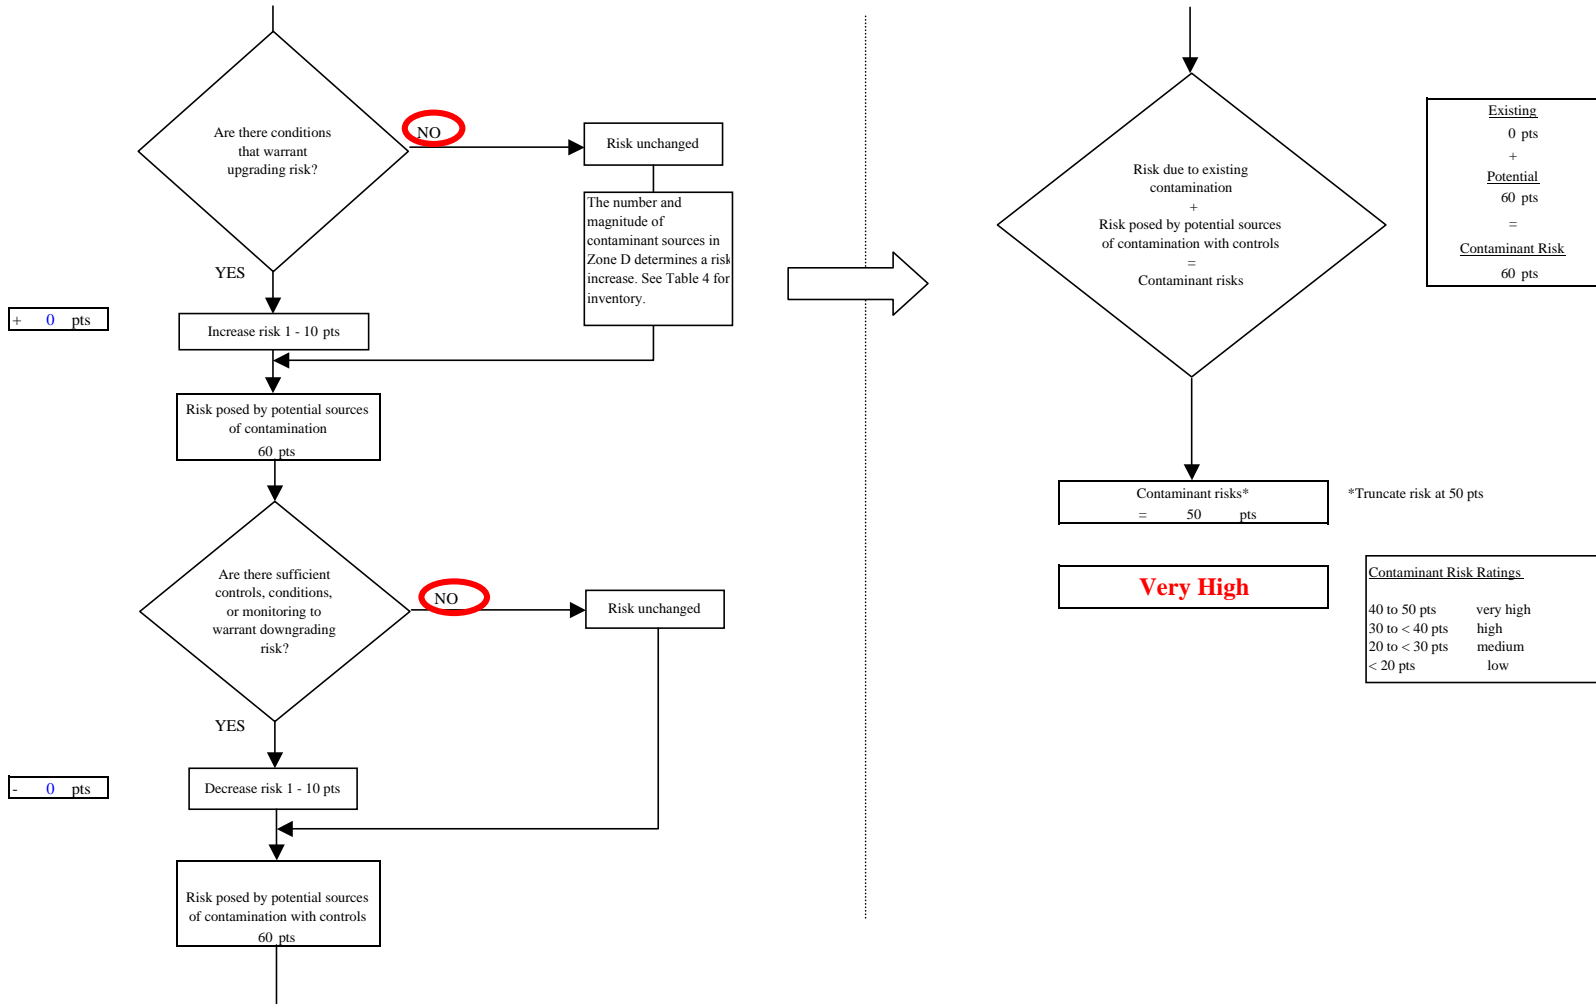 Are there conditions
that warrant
upgrading risk?
NO
Risk unchanged
The number and
magnitude of
contaminant sources in
Zone D determines a risk
increase. See Table 4 for
inventory.
YES
+ 0 pts
Increase risk 1 - 10 pts
Risk posed by potential sources
of contamination
60 pts
Are there sufficient
controls, conditions,
or monitoring to
warrant downgrading
risk?
NO
Risk unchanged
YES
- 0 pts
Decrease risk 1 - 10 pts
Risk posed by potential sources
of contamination with controls
60 pts
Risk due to existing
contamination
+
Risk posed by potential sources
of contamination with controls
=
Contaminant risks
Existing
0 pts
+
Potential
60 pts
=
Contaminant Risk
60 pts
Contaminant risks*
= 50 pts
*Truncate risk at 50 pts
Very High
Contaminant Risk Ratings
40 to 50 pts very high
30 to < 40 pts high
20 to < 30 pts medium
< 20 pts low